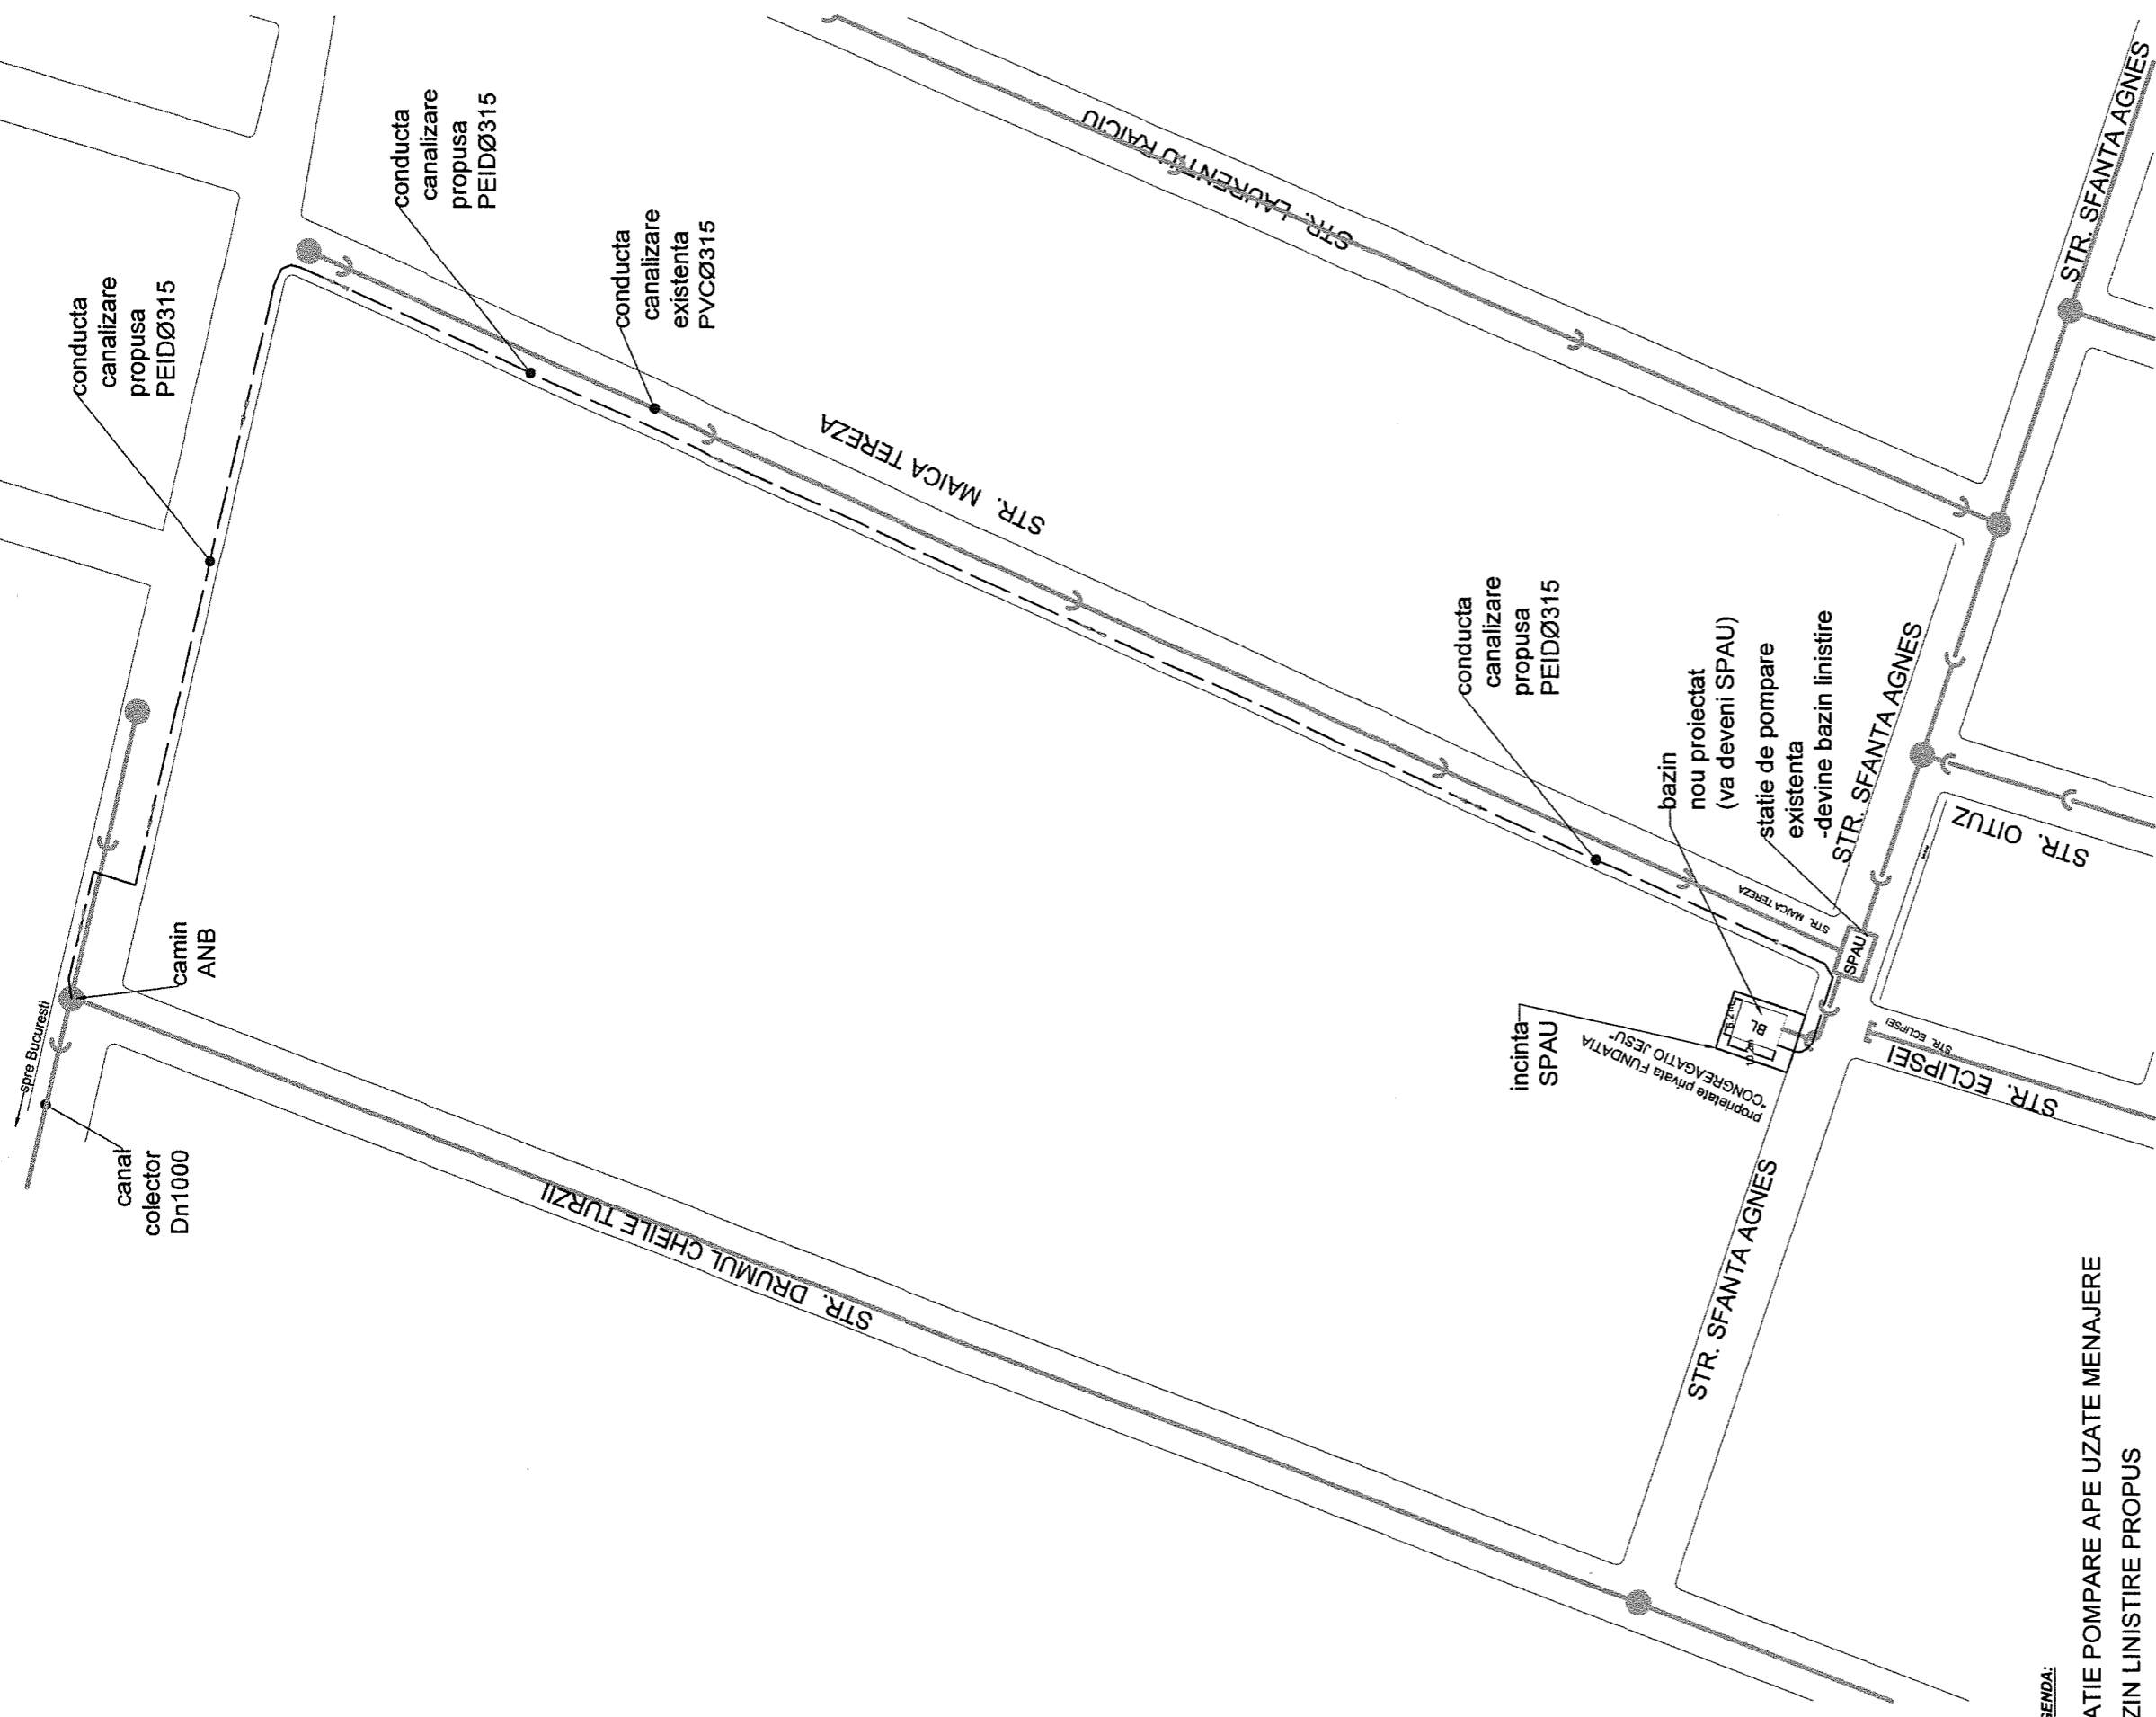 conducta
canalizare
propusa
PEIDØ315
conducta
canalizare
propusa
PEIDØ315
conducta
canalizare
existenta
PVCØ315
STR. LAURENTIU RAICIU
STR. SFANTA AGNES
STR. MAICA TEREZA
spre Bucuresti
camin
ANB
canal
colector
Dn1000
STR. DRUMUL CHEILE TURZII
conducta
canalizare
propusa
PEIDØ315
bazin
nou proiectat
(va deveni SPAU)
statie de pompare
existenta
-devine bazin linistire
STR. SFANTA AGNES
STR. OITUZ
STR. MAICA TEREZA
SPAU
BL
incinta
SPAU
proprietate privata FUNDATIA
"CONGREAGATIO JESU"
STR. ECLIPSEI
STR. ECLIPSEI
STR. SFANTA AGNES
GENDA:
ATIE POMPARE APE UZATE MENAJERE
ZIN LINISTIRE PROPUS